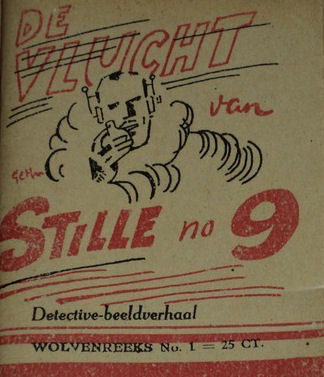 DE
VLUCHT
van
STILLE no 9
Detective-beeldverhaal
WOLVENREEKS No. 1 = 25 CT.